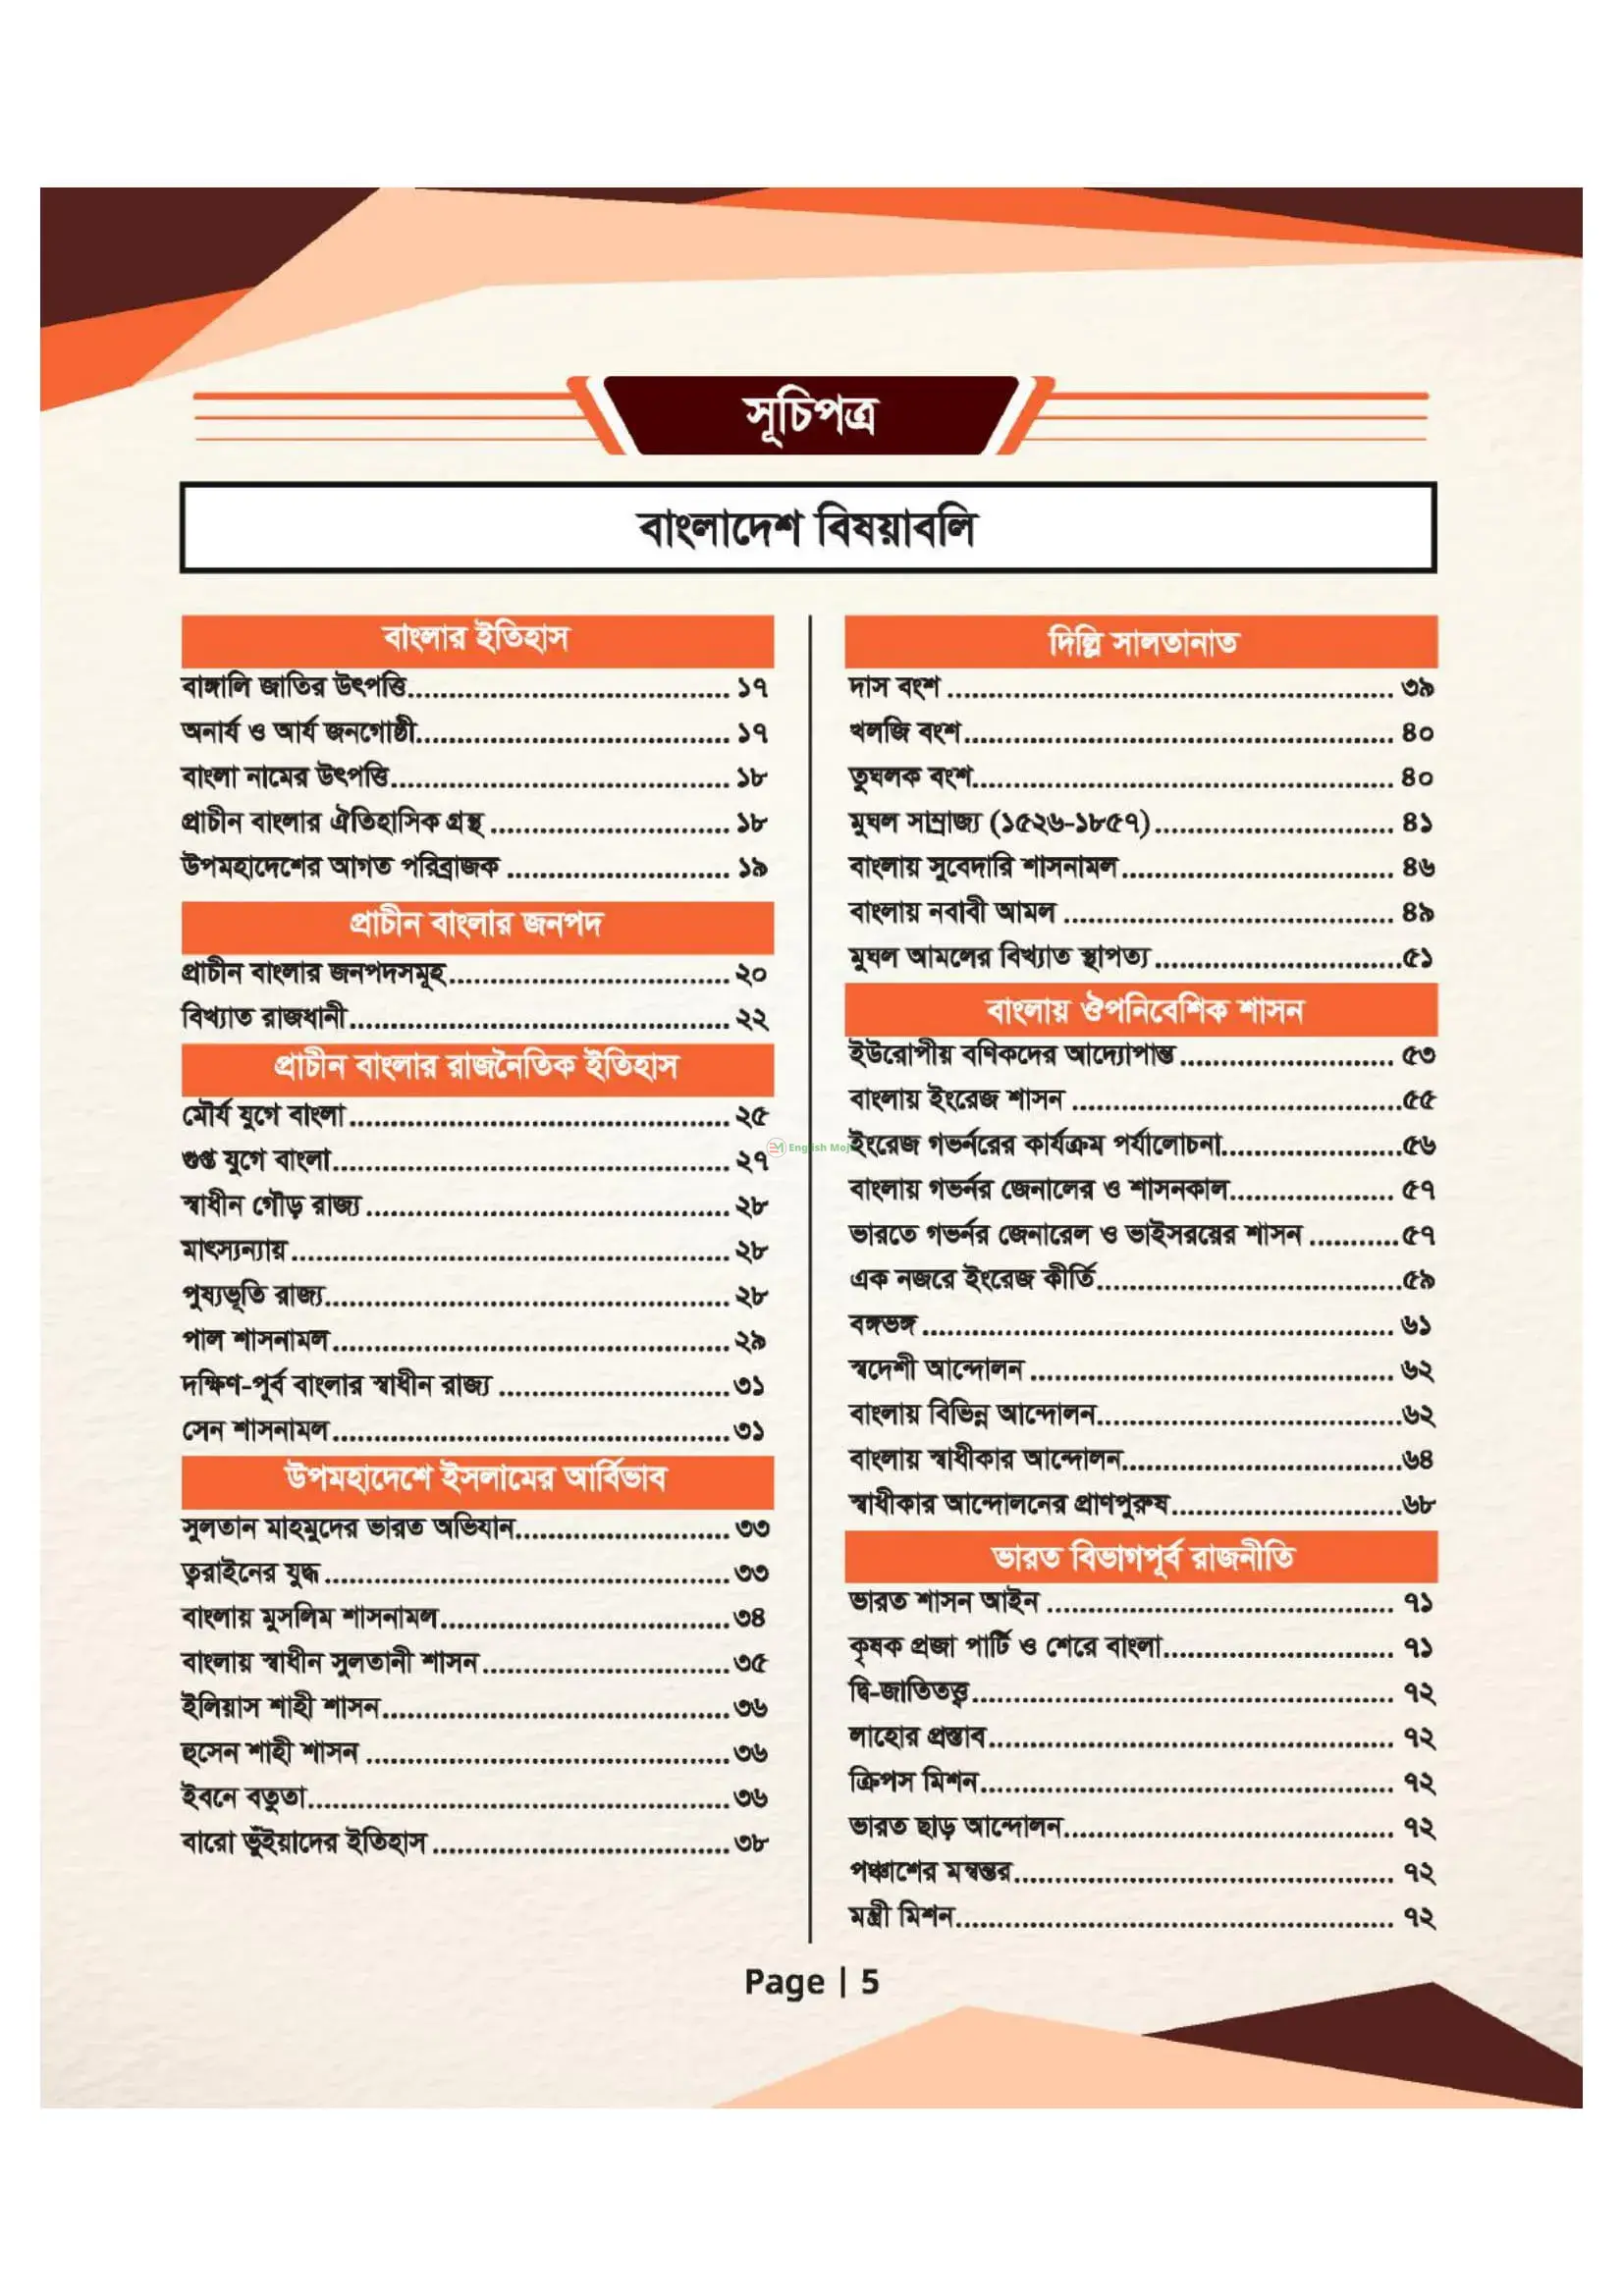 সূচিপত্র
বাংলাদেশ বিষয়াবলি
বাংলার ইতিহাস
বাঙ্গালি জাতির উৎপত্তি....................................... ১৭
অনার্য ও আর্য জনগোষ্ঠী...................................... ১৭
বাংলা নামের উৎপত্তি......................................... ১৮
প্রাচীন বাংলার ঐতিহাসিক গ্রন্থ ............................. ১৮
উপমহাদেশের আগত পরিব্রাজক ........................... ১৯
প্রাচীন বাংলার জনপদ
প্রাচীন বাংলার জনপদসমূহ.................................. ২০
বিখ্যাত রাজধানী.............................................. ২২
প্রাচীন বাংলার রাজনৈতিক ইতিহাস
মৌর্য যুগে বাংলা.............................................. ২৫
গুপ্ত যুগে বাংলা................................................ ২৭
স্বাধীন গৌড় রাজ্য ............................................ ২৮
মাৎস্যন্যায় ..................................................... ২৮
পুষ্যভূতি রাজ্য................................................. ২৮
পাল শাসনামল ................................................ ২৯
দক্ষিণ-পূর্ব বাংলার স্বাধীন রাজ্য ............................ ৩১
সেন শাসনামল ................................................ ৩১
উপমহাদেশে ইসলামের আর্বিভাব
সুলতান মাহমুদের ভারত অভিযান.......................... ৩৩
ত্বরাইনের যুদ্ধ ................................................. ৩৩
বাংলায় মুসলিম শাসনামল................................... ৩৪
বাংলায় স্বাধীন সুলতানী শাসন.............................. ৩৫
ইলিয়াস শাহী শাসন.......................................... ৩৬
হুসেন শাহী শাসন ............................................ ৩৬
ইবনে বতুতা................................................... ৩৬
বারো ভুঁইয়াদের ইতিহাস .................................... ৩৮
দিল্লি সালতানাত
দাস বংশ ...................................................... ৩৯
খলজি বংশ.................................................... ৪০
তুঘলক বংশ................................................... ৪০
মুঘল সাম্রাজ্য (১৫২৬-১৮৫৭)............................. ৪১
বাংলায় সুবেদারি শাসনামল................................. ৪৬
বাংলায় নবাবী আমল ........................................ ৪৯
মুঘল আমলের বিখ্যাত স্থাপত্য .............................. ৫১
বাংলায় ঔপনিবেশিক শাসন
ইউরোপীয় বণিকদের আদ্যোপান্ত .......................... ৫৩
বাংলায় ইংরেজ শাসন ........................................ ৫৫
ইংরেজ গভর্নরের কার্যক্রম পর্যালোচনা...................... ৫৬
বাংলায় গভর্নর জেনালের ও শাসনকাল.................... ৫৭
ভারতে গভর্নর জেনারেল ও ভাইসরয়ের শাসন ........... ৫৭
এক নজরে ইংরেজ কীর্তি..................................... ৫৯
বঙ্গভঙ্গ ......................................................... ৬১
স্বদেশী আন্দোলন ............................................ ৬২
বাংলায় বিভিন্ন আন্দোলন..................................... ৬২
বাংলায় স্বাধীকার আন্দোলন.................................. ৬৪
স্বাধীকার আন্দোলনের প্রাণপুরুষ............................ ৬৮
ভারত বিভাগপূর্ব রাজনীতি
ভারত শাসন আইন .......................................... ৭১
কৃষক প্রজা পার্টি ও শেরে বাংলা............................ ৭১
দ্বি-জাতিতত্ত্ব................................................... ৭২
লাহোর প্রস্তাব................................................. ৭২
ক্রিপস মিশন.................................................. ৭২
ভারত ছাড় আন্দোলন........................................ ৭২
পঞ্চাশের মন্বন্তর.............................................. ৭২
মন্ত্রী মিশন..................................................... ৭২
Page | 5